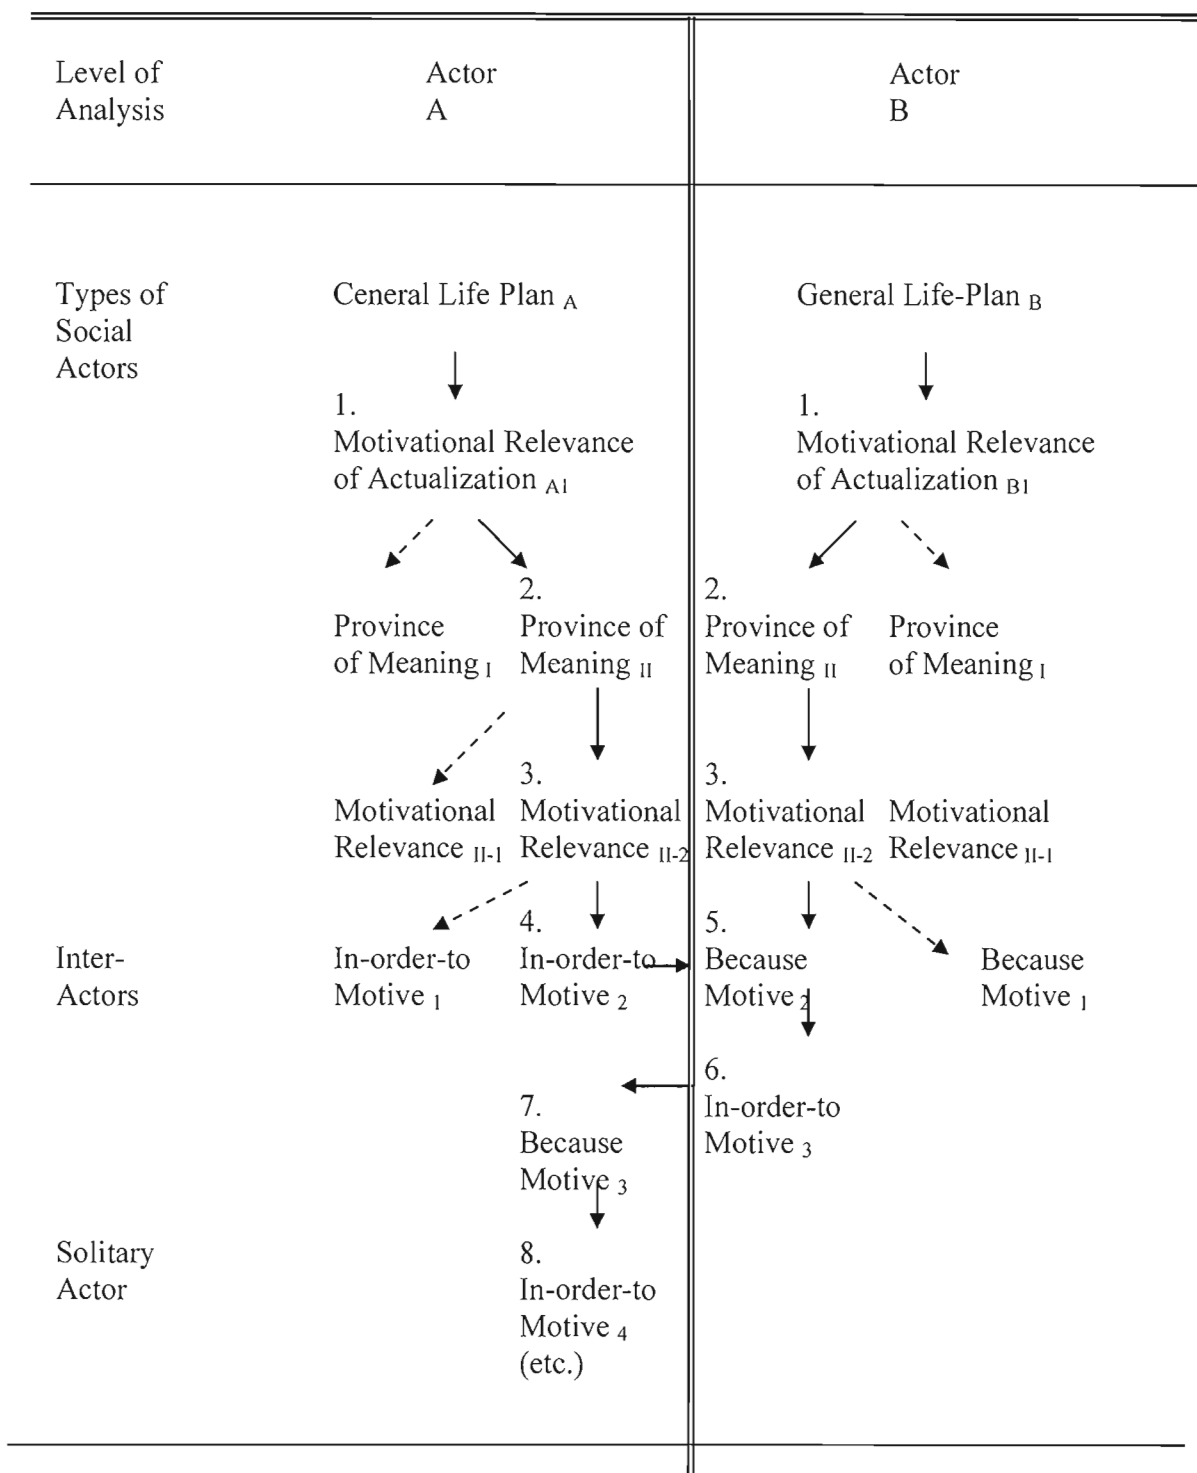 Level of Analysis
Actor A
Actor B
Types of Social Actors
Ceneral Life Plan A
General Life-Plan B
1.
Motivational Relevance
of Actualization A1
1.
Motivational Relevance
of Actualization B1
Province
of Meaning I
2.
Province of
Meaning II
2.
Province of
Meaning II
Province
of Meaning I
Motivational
Relevance II-1
3.
Motivational
Relevance II-2
3.
Motivational
Relevance II-2
Motivational
Relevance II-1
Inter-
Actors
In-order-to
Motive 1
4.
In-order-to
Motive 2
5.
Because
Motive 2
Because
Motive 1
6.
In-order-to
Motive 3
7.
Because
Motive 3
Solitary
Actor
8.
In-order-to
Motive 4
(etc.)